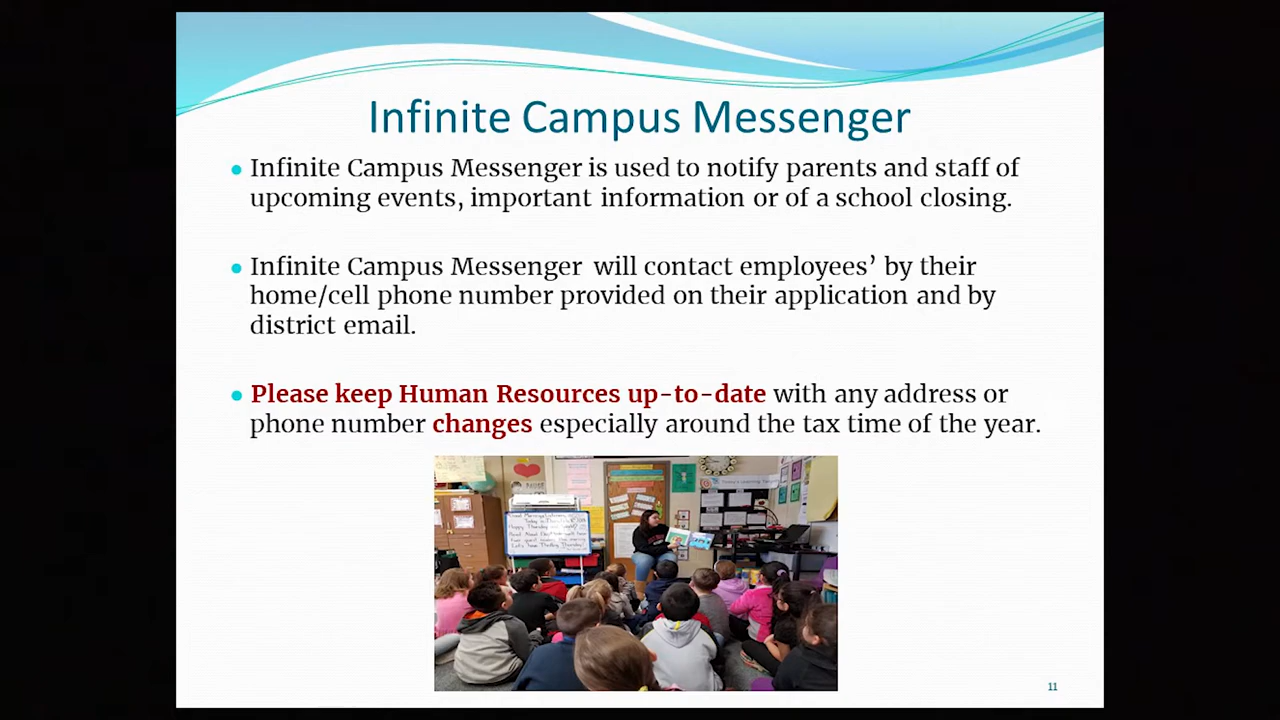 Infinite Campus Messenger
• Infinite Campus Messenger is used to notify parents and staff of
upcoming events, important information or of a school closing.
• Infinite Campus Messenger will contact employees’ by their
home/cell phone number provided on their application and by
district email.
• Please keep Human Resources up-to-date with any address or
phone number changes especially around the tax time of the year.
11